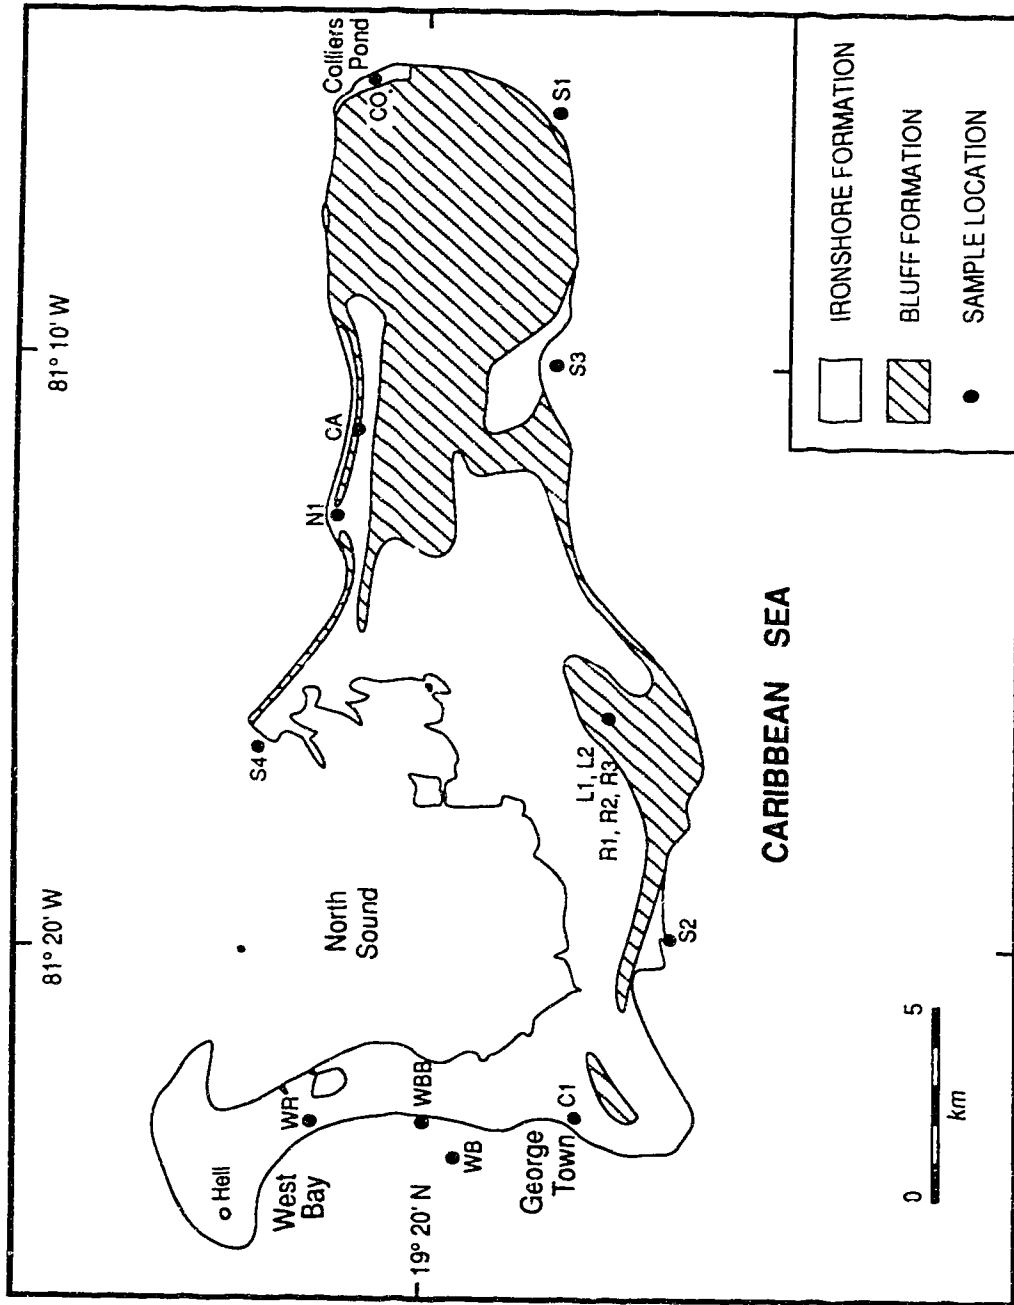 81° 20' W
81° 10' W
Hell
West
Bay
WR
WBB
WB
19° 20' N
George
Town
C1
North
Sound
S4
N1
CA
Colliers
Pond
CO.
S1
S3
L1, L2
R1, R2, R3
S2
CARIBBEAN SEA
0 5
km
IRONSHORE FORMATION
BLUFF FORMATION
SAMPLE LOCATION